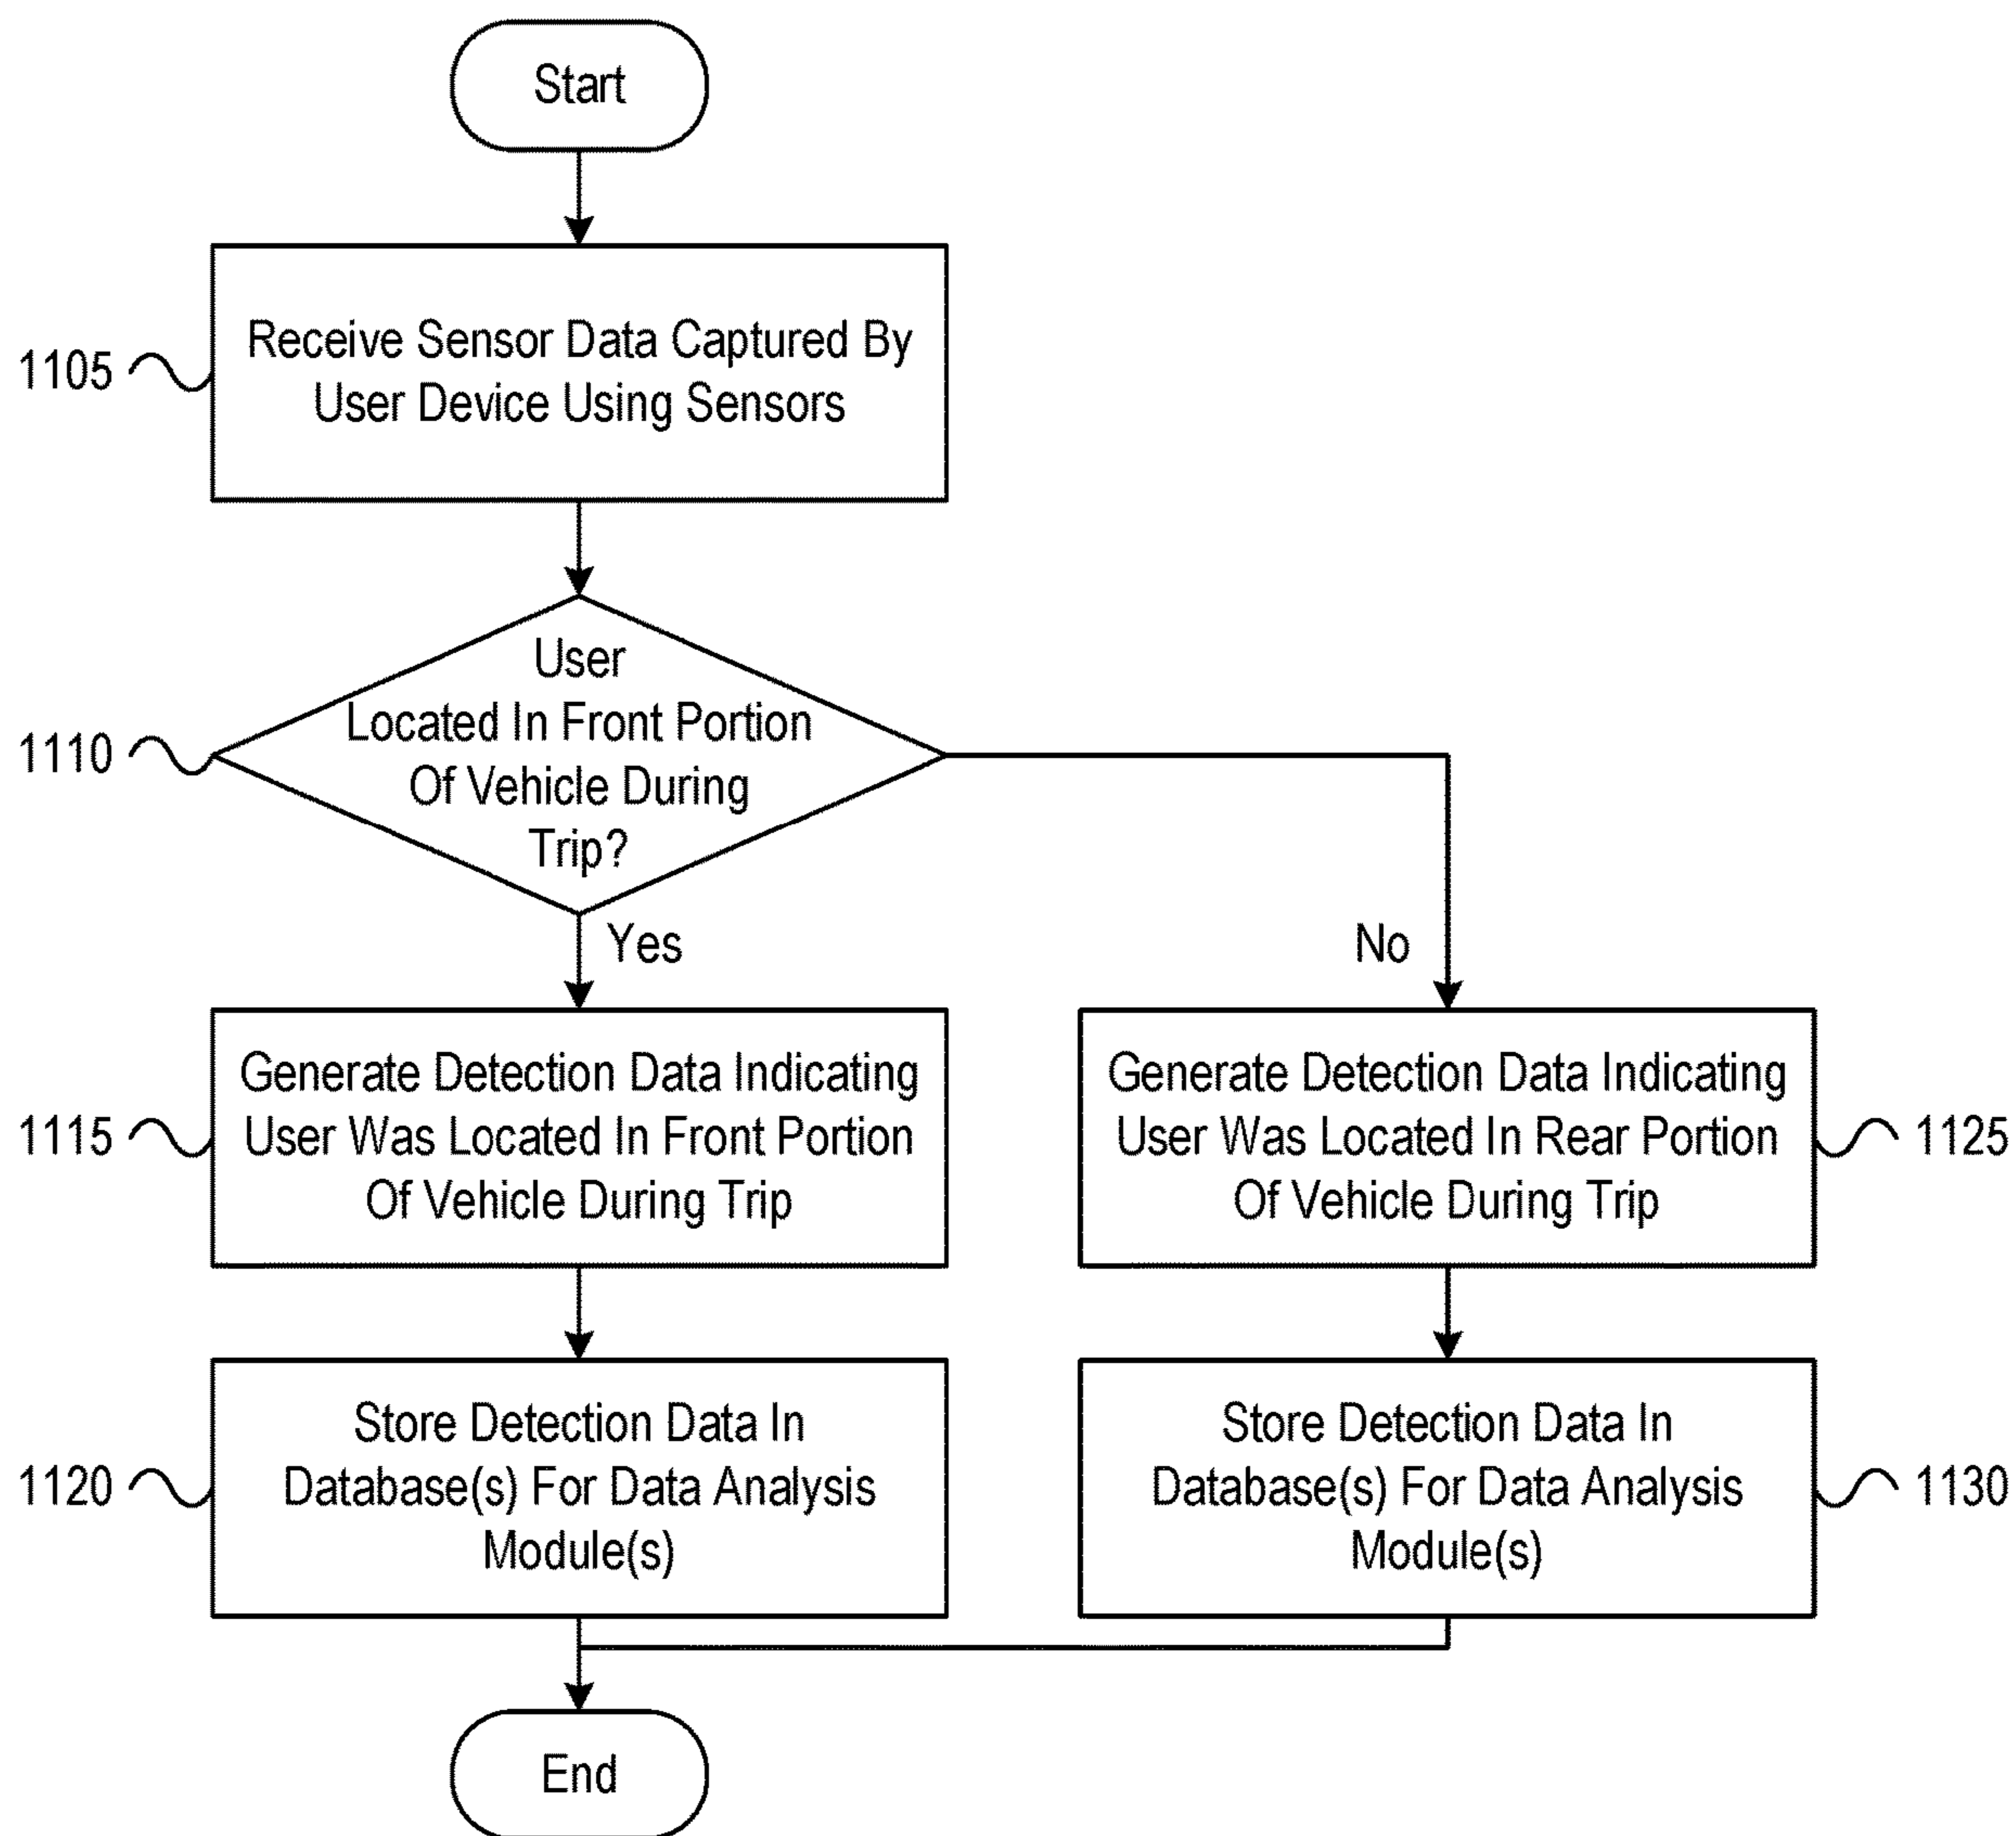 Start
1105
Receive Sensor Data Captured By
User Device Using Sensors
1110
User
Located In Front Portion
Of Vehicle During
Trip?
Yes
No
1115
Generate Detection Data Indicating
User Was Located In Front Portion
Of Vehicle During Trip
Generate Detection Data Indicating
User Was Located In Rear Portion
Of Vehicle During Trip
1125
1120
Store Detection Data In
Database(s) For Data Analysis
Module(s)
Store Detection Data In
Database(s) For Data Analysis
Module(s)
1130
End